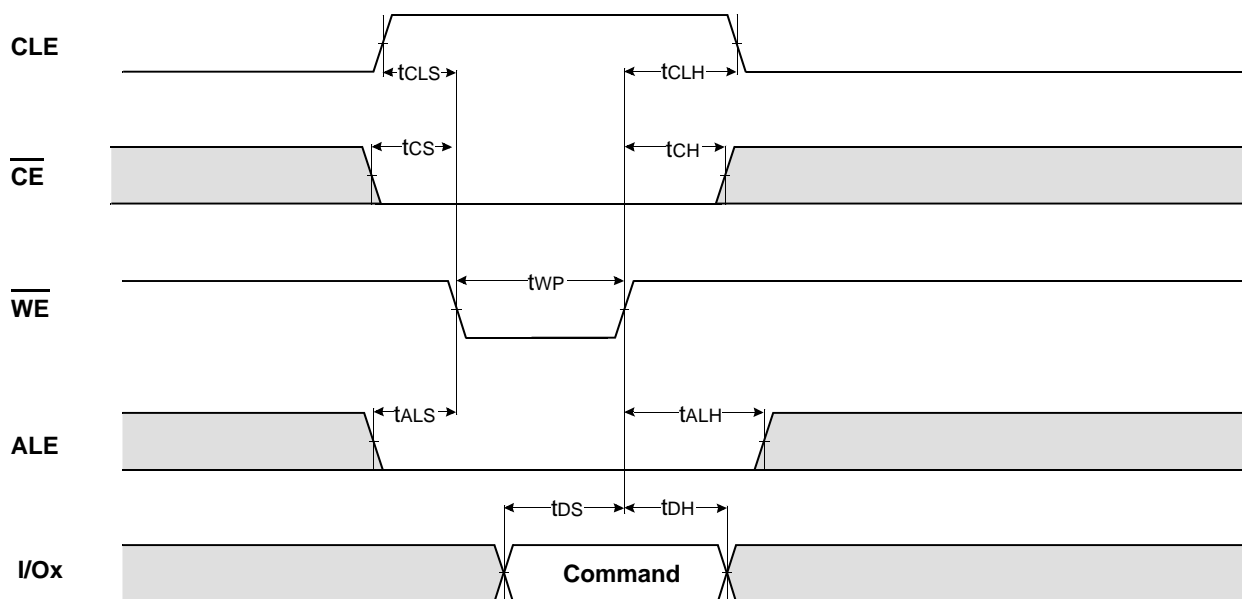 CLE
tCLS
tCLH
CE
tCS
tCH
WE
tWP
ALE
tALS
tALH
tDS
tDH
I/Ox
Command